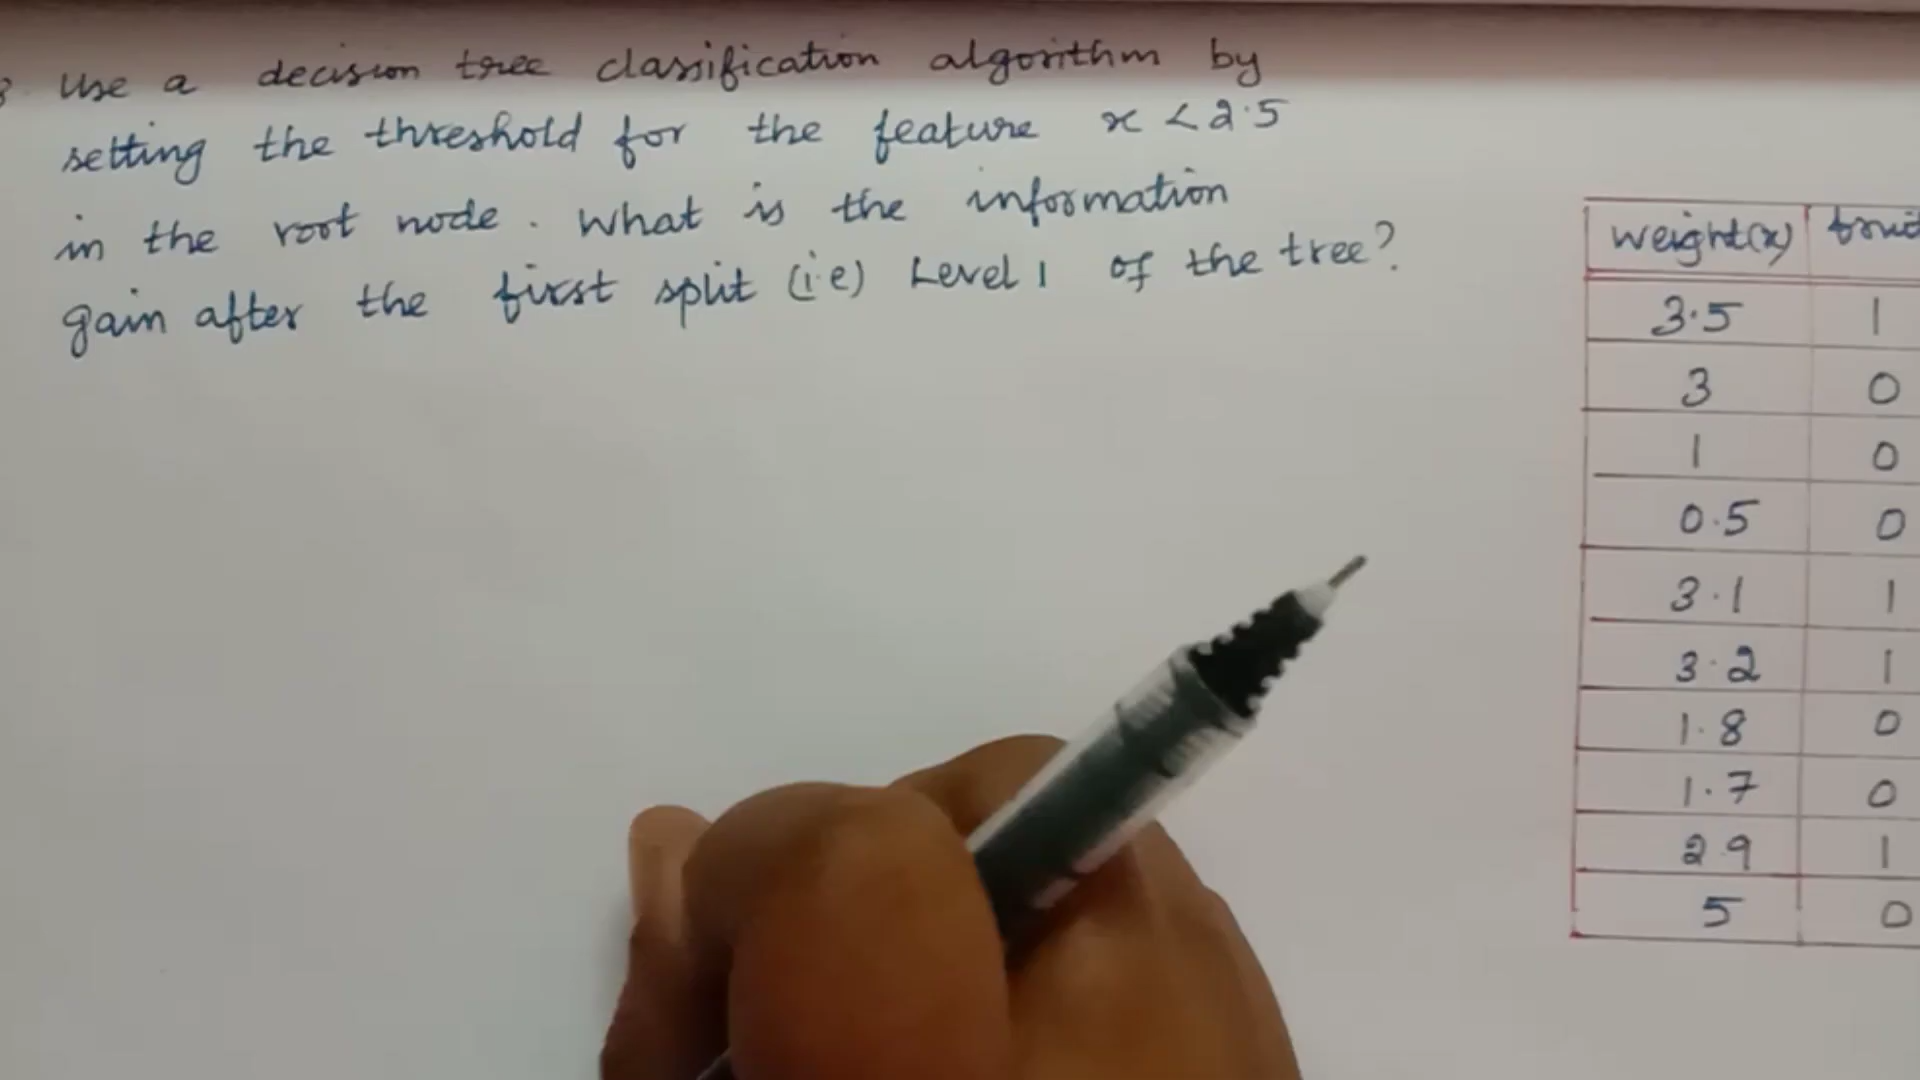 Use a decision tree classification algorithm by
setting the threshold for the feature x < 2.5
in the root node. What is the information
gain after the first split (i.e) Level 1 of the tree?
weight(x)
3.5 1
3 0
1 0
0.5 0
3.1 1
3.2 1
1.8 0
1.7 0
2.9 1
5 0